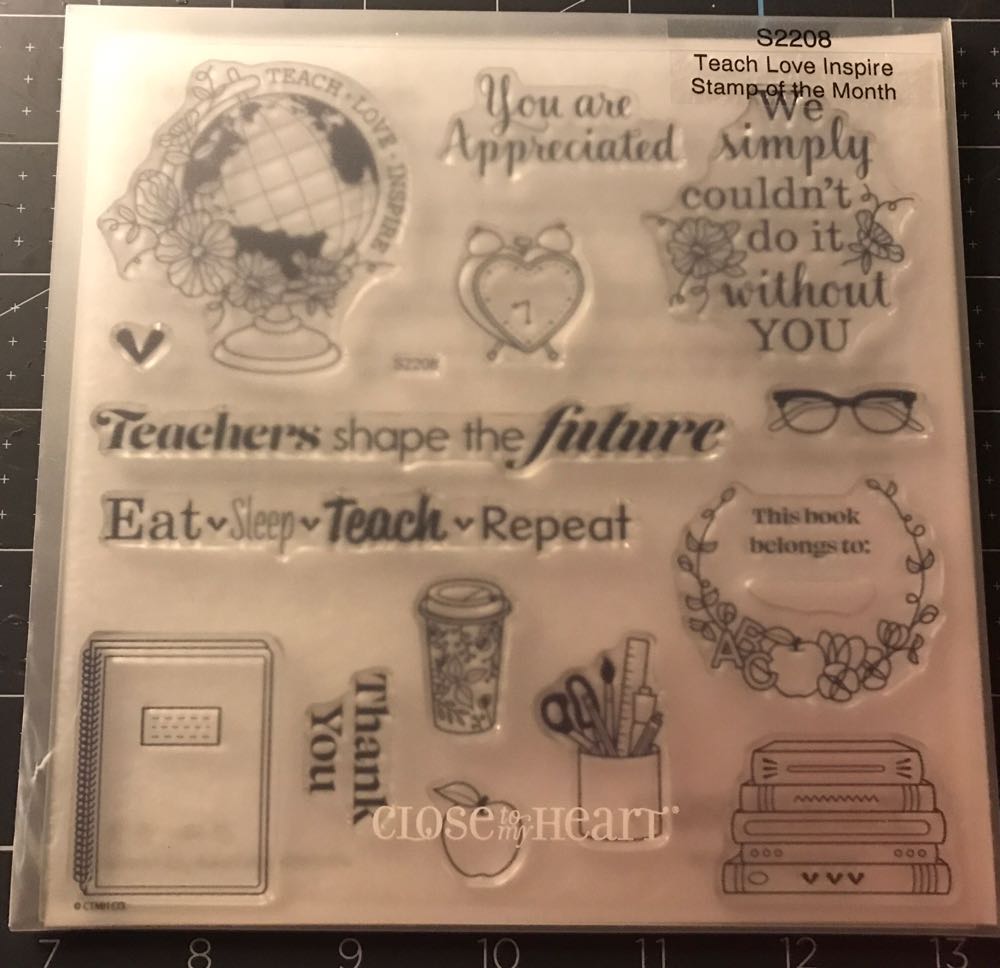 S2208
Teach Love Inspire
Stamp of the Month
TEACH • LOVE • INSPIRE
You are
Appreciated
We
simply
couldn't
do it
without
YOU
S2208
Teachers shape the future
Eat Sleep Teach Repeat
This book
belongs to:
ABC
Thank
You
CLOSE to my HEART®
7 8 9 10 11 12 13